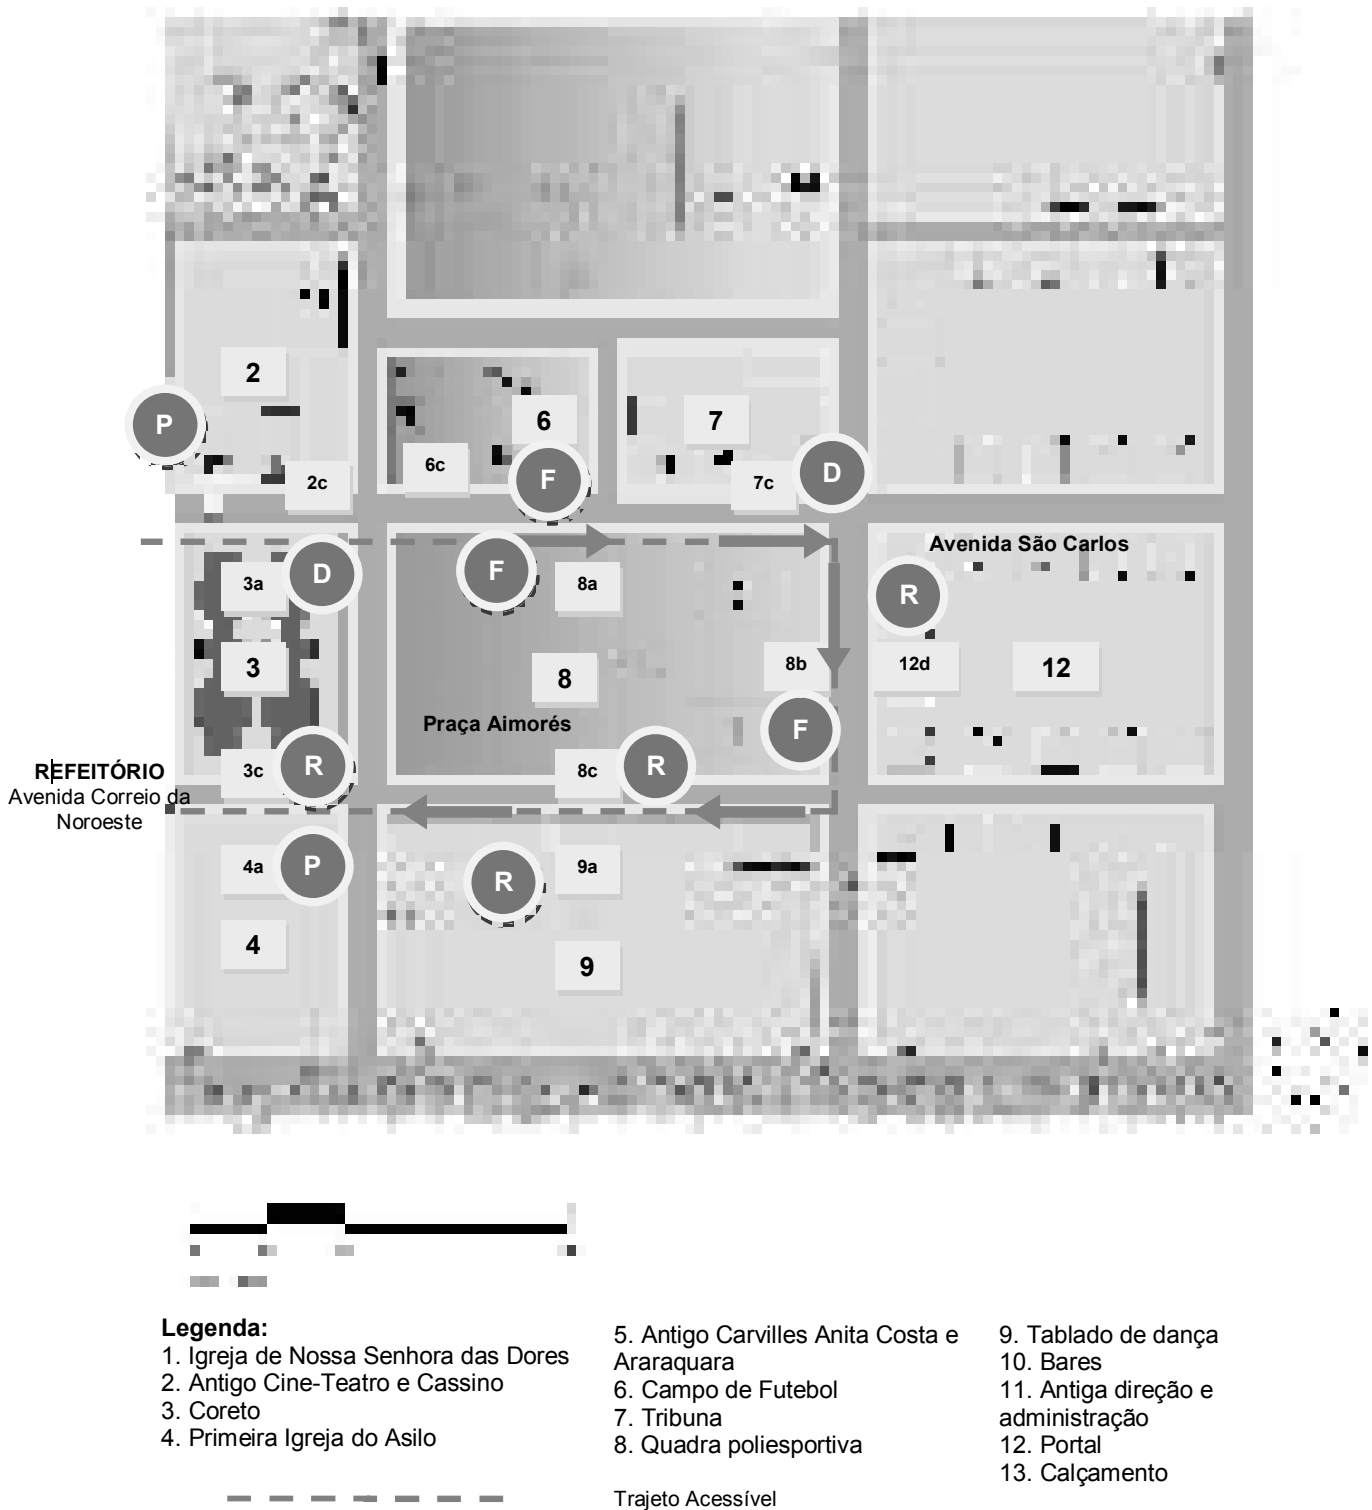 2
P
6
7
6c
F
D
2c
7c
Avenida São Carlos
3a
D
F
8a
R
3
8
8b
12d
12
Praça Aimorés
F
3c
R
8c
R
REFEITÓRIO
Avenida Correio da
Noroeste
4a
P
R
9a
4
9
Legenda:
1. Igreja de Nossa Senhora das Dores
2. Antigo Cine-Teatro e Cassino
3. Coreto
4. Primeira Igreja do Asilo
5. Antigo Carvilles Anita Costa e
Araraquara
6. Campo de Futebol
7. Tribuna
8. Quadra poliesportiva
9. Tablado de dança
10. Bares
11. Antiga direção e
administração
12. Portal
13. Calçamento
Trajeto Acessível